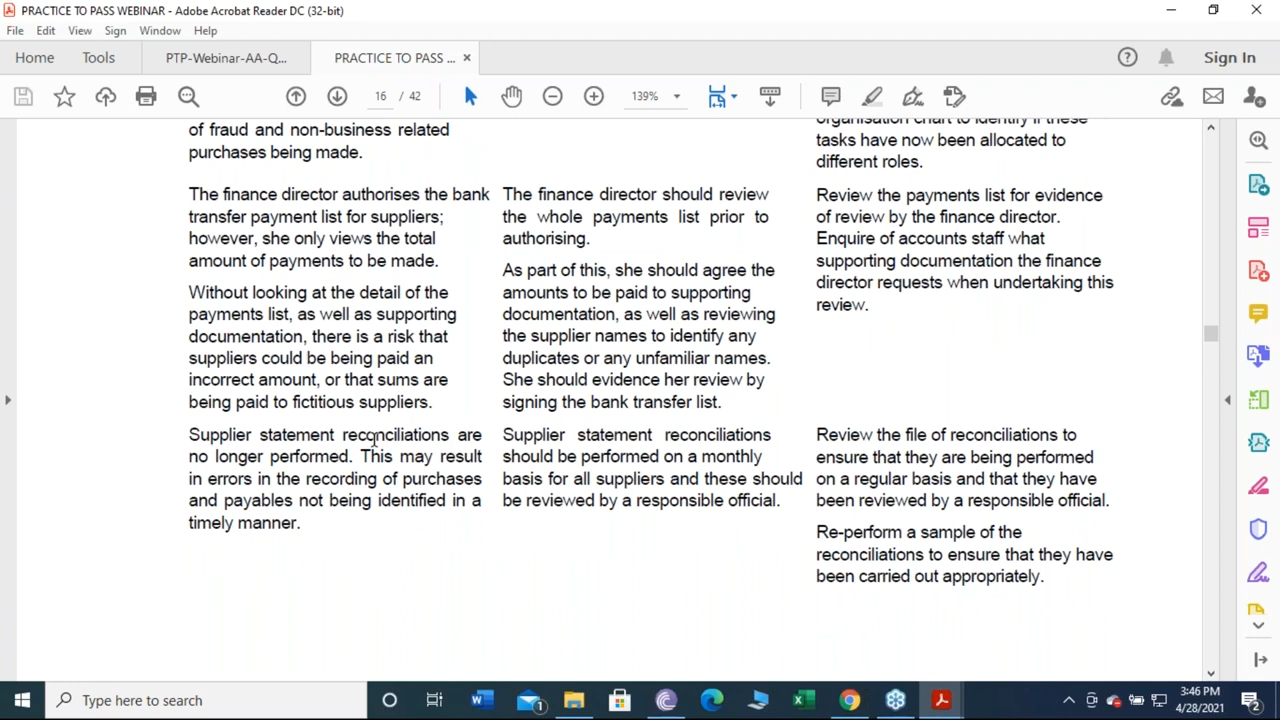 PRACTICE TO PASS WEBINAR - Adobe Acrobat Reader DC (32-bit)
File Edit View Sign Window Help
Home Tools PTP-Webinar-AA-Q... PRACTICE TO PASS ... × Sign In
16 / 42 139%
of fraud and non-business related
purchases being made.
The finance director authorises the bank
transfer payment list for suppliers;
however, she only views the total
amount of payments to be made.
Without looking at the detail of the
payments list, as well as supporting
documentation, there is a risk that
suppliers could be being paid an
incorrect amount, or that sums are
being paid to fictitious suppliers.
Supplier statement reconciliations are
no longer performed. This may result
in errors in the recording of purchases
and payables not being identified in a
timely manner.
The finance director should review
the whole payments list prior to
authorising.
As part of this, she should agree the
amounts to be paid to supporting
documentation, as well as reviewing
the supplier names to identify any
duplicates or any unfamiliar names.
She should evidence her review by
signing the bank transfer list.
Supplier statement reconciliations
should be performed on a monthly
basis for all suppliers and these should
be reviewed by a responsible official.
organisation chart to identify if these
tasks have now been allocated to
different roles.
Review the payments list for evidence
of review by the finance director.
Enquire of accounts staff what
supporting documentation the finance
director requests when undertaking this
review.
Review the file of reconciliations to
ensure that they are being performed
on a regular basis and that they have
been reviewed by a responsible official.
Re-perform a sample of the
reconciliations to ensure that they have
been carried out appropriately.
Type here to search
1
3:46 PM
4/28/2021
2